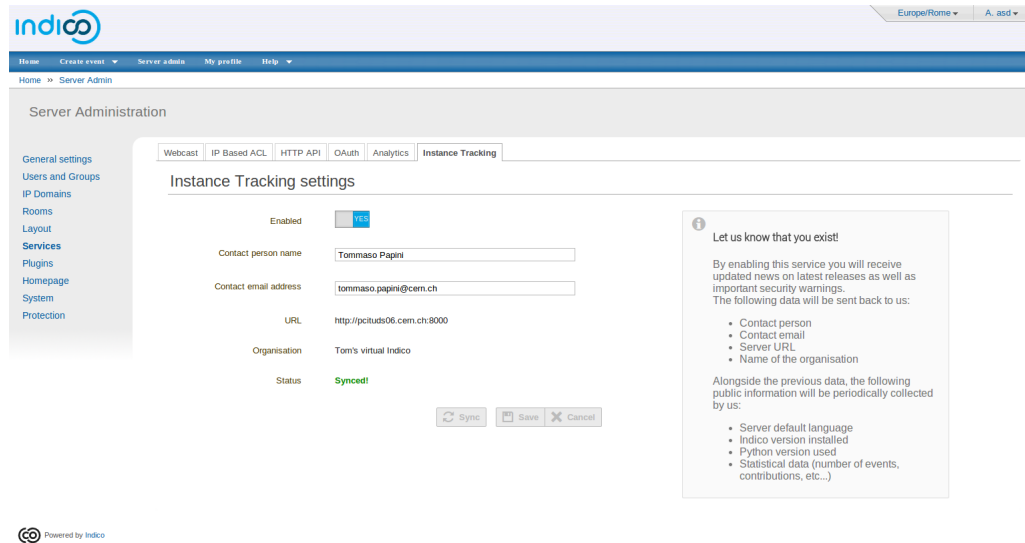 indico
Europe/Rome A. asd
Home Create event Server admin My profile Help
Home » Server Admin
Server Administration
General settings
Users and Groups
IP Domains
Rooms
Layout
Services
Plugins
Homepage
System
Protection
Webcast IP Based ACL HTTP API OAuth Analytics Instance Tracking
Instance Tracking settings
Enabled YES
Contact person name Tommaso Papini
Contact email address tommaso.papini@cern.ch
URL http://pcituds06.cern.ch:8000
Organisation Tom's virtual Indico
Status Synced!
Sync Save Cancel
Let us know that you exist!
By enabling this service you will receive
updated news on latest releases as well as
important security warnings.
The following data will be sent back to us:
• Contact person
• Contact email
• Server URL
• Name of the organisation
Alongside the previous data, the following
public information will be periodically collected
by us:
• Server default language
• Indico version installed
• Python version used
• Statistical data (number of events,
contributions, etc...)
Powered by Indico